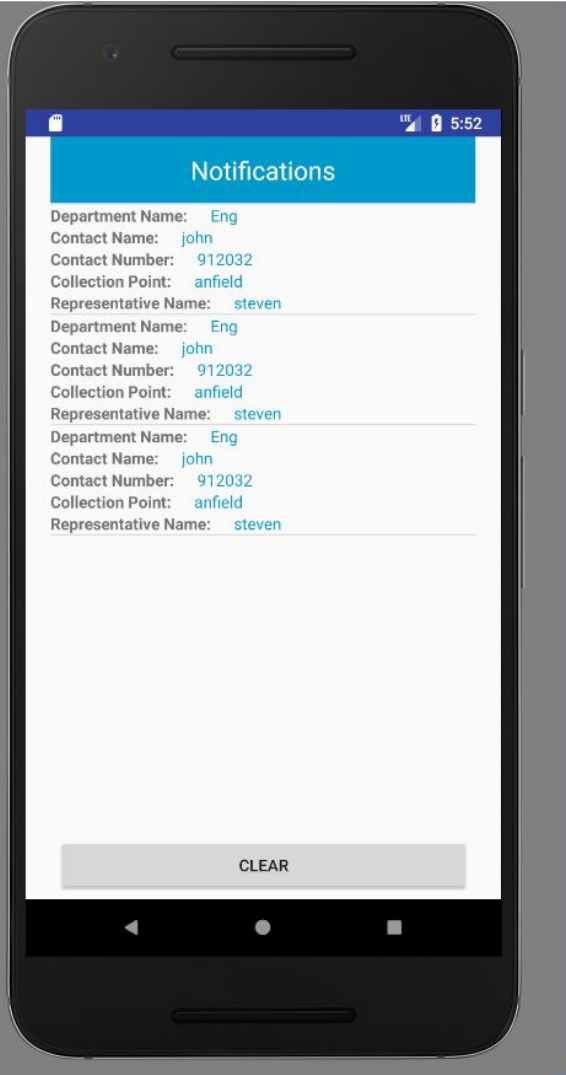 LTE 5:52
Notifications
Department Name: Eng
Contact Name: john
Contact Number: 912032
Collection Point: anfield
Representative Name: steven
Department Name: Eng
Contact Name: john
Contact Number: 912032
Collection Point: anfield
Representative Name: steven
Department Name: Eng
Contact Name: john
Contact Number: 912032
Collection Point: anfield
Representative Name: steven
CLEAR